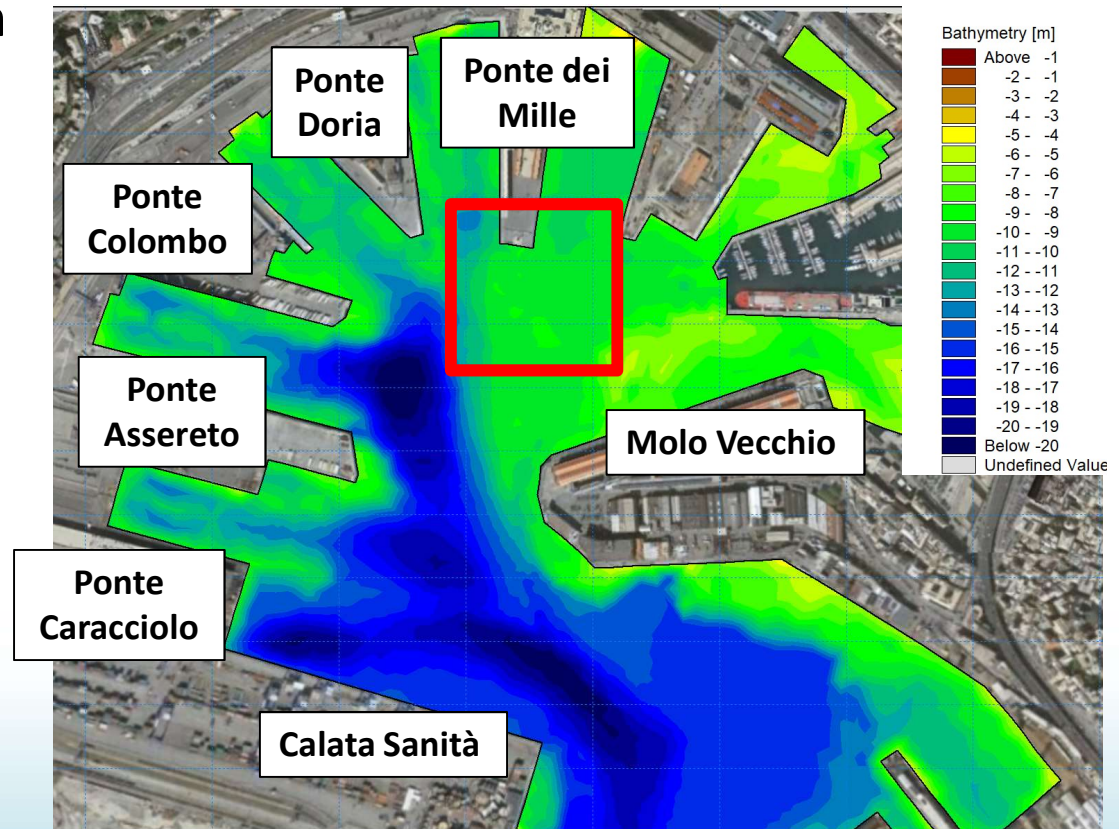 Ponte
Doria
Ponte dei
Mille
Ponte
Colombo
Ponte
Assereto
Molo Vecchio
Ponte
Caracciolo
Calata Sanità
Bathymetry [m]
Above -1
-2 - -1
-3 - -2
-4 - -3
-5 - -4
-6 - -5
-7 - -6
-8 - -7
-9 - -8
-10 - -9
-11 - -10
-12 - -11
-13 - -12
-14 - -13
-15 - -14
-16 - -15
-17 - -16
-18 - -17
-19 - -18
-20 - -19
Below -20
Undefined Value